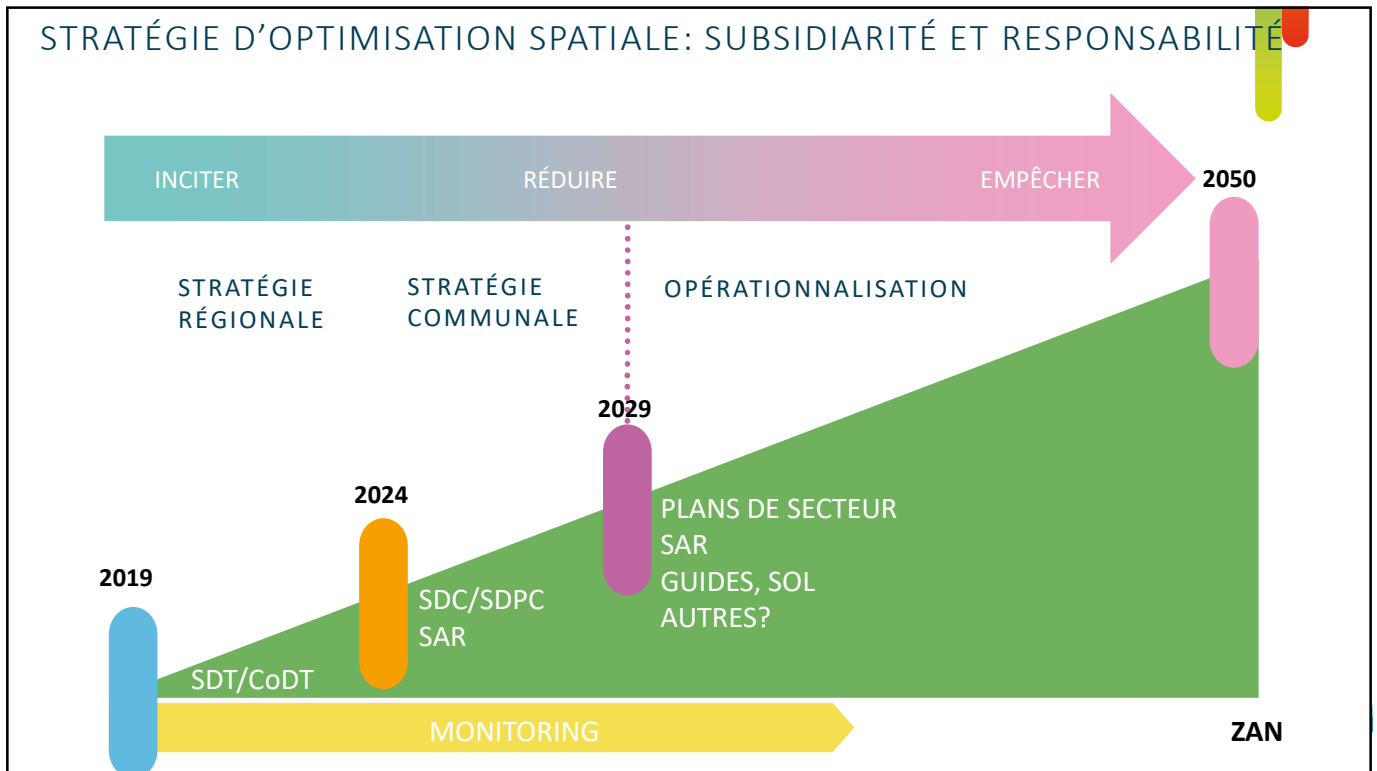 STRATÉGIE D'OPTIMISATION SPATIALE: SUBSIDIARITÉ ET RESPONSABILITÉ
INCITER
RÉDUIRE
EMPÊCHER
2050
STRATÉGIE
RÉGIONALE
STRATÉGIE
COMMUNALE
OPÉRATIONNALISATION
2029
2024
PLANS DE SECTEUR
SAR
GUIDES, SOL
AUTRES?
2019
SDC/SDPC
SAR
SDT/CoDT
MONITORING
ZAN